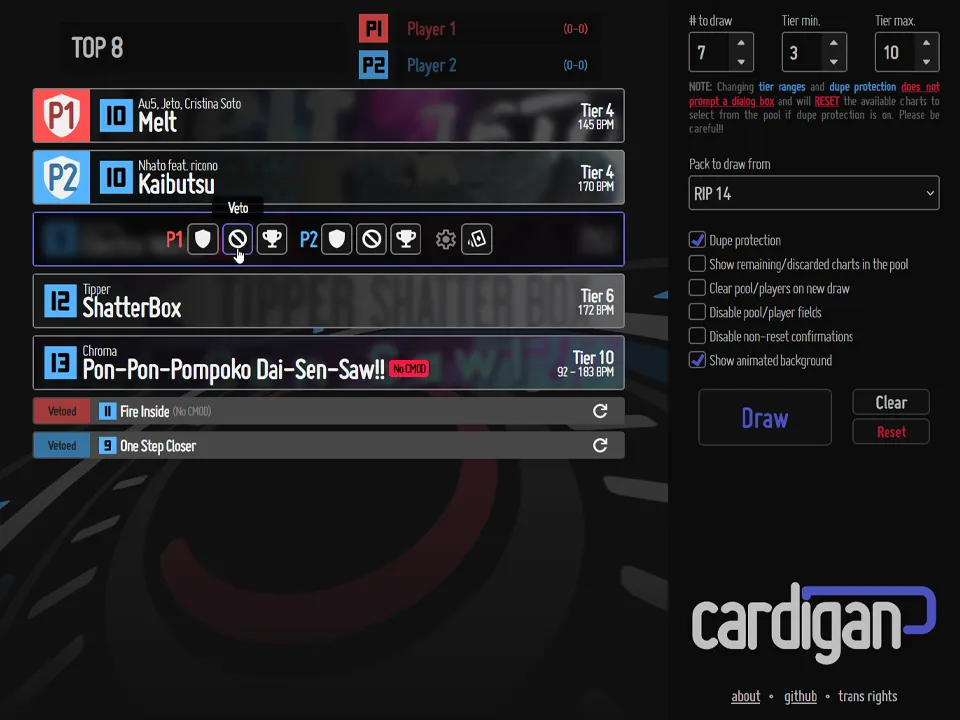 TOP 8
P1 Player 1 (0-0)
P2 Player 2 (0-0)
P1 10 Au5, Jeto, Cristina Soto
Melt
Tier 4
145 BPM
P2 10 Nhato feat. ricono
Kaibutsu
Tier 4
170 BPM
Veto
P1 P2
12 Tipper
ShatterBox
Tier 6
172 BPM
13 Chroma
Pon-Pon-Pompoko Dai-Sen-Saw!! No CMOD
Tier 10
92 - 183 BPM
Vetoed 11 Fire Inside (No CMOD)
Vetoed 9 One Step Closer
# to draw
7
Tier min.
3
Tier max.
10
NOTE: Changing tier ranges and dupe protection does not
prompt a dialog box and will RESET the available charts to
select from the pool if dupe protection is on. Please be
careful!!
Pack to draw from
RIP 14
Dupe protection
Show remaining/discarded charts in the pool
Clear pool/players on new draw
Disable pool/player fields
Disable non-reset confirmations
Show animated background
Draw
Clear
Reset
cardigan
about • github • trans rights